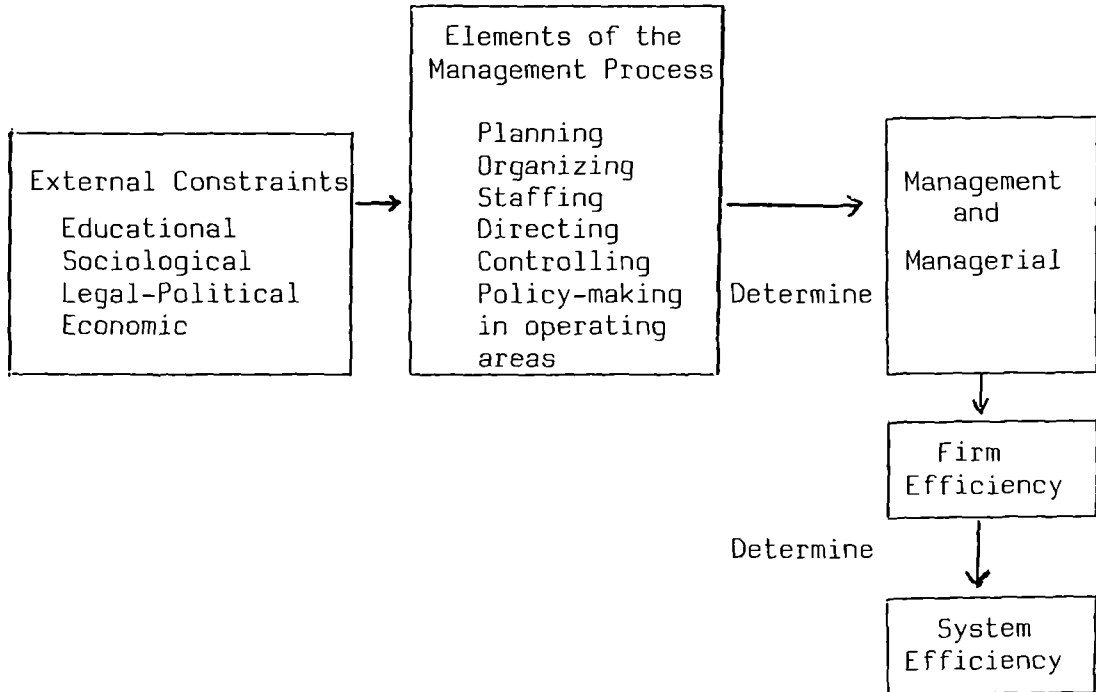 External Constraints
Educational
Sociological
Legal-Political
Economic
Elements of the
Management Process
Planning
Organizing
Staffing
Directing
Controlling
Policy-making
in operating
areas
Determine
Management
and
Managerial
Firm
Efficiency
Determine
System
Efficiency